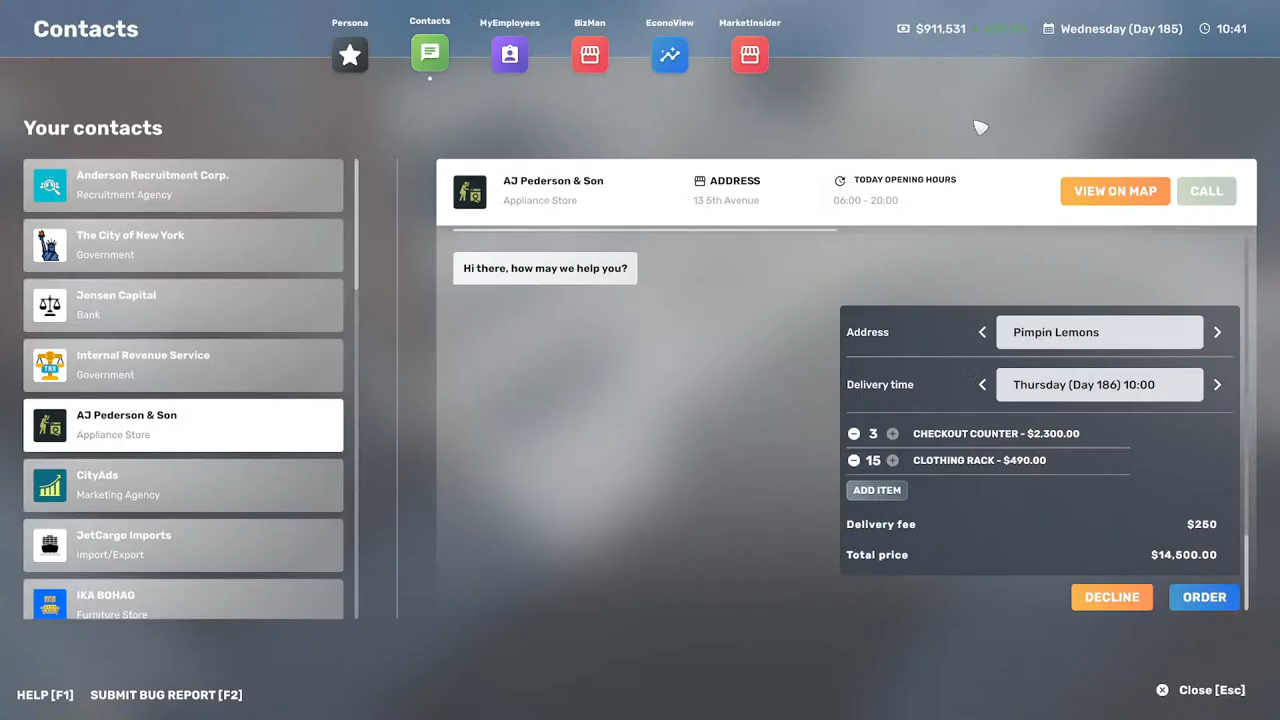 Contacts
Persona
Contacts
MyEmployees
BizMan
EconoView
MarketInsider
$911,531
Wednesday (Day 185)
10:41
Your contacts
Anderson Recruitment Corp.
Recruitment Agency
The City of New York
Government
Jensen Capital
Bank
TAX
Internal Revenue Service
Government
AJ Pederson & Son
Appliance Store
CityAds
Marketing Agency
JetCargo Imports
Import/Export
IKA BOHAG
Furniture Store
AJ Pederson & Son
Appliance Store
ADDRESS
13 5th Avenue
TODAY OPENING HOURS
06:00 - 20:00
VIEW ON MAP
CALL
Hi there, how may we help you?
Address
Pimpin Lemons
Delivery time
Thursday (Day 186) 10:00
3 CHECKOUT COUNTER - $2,300.00
15 CLOTHING RACK - $490.00
ADD ITEM
Delivery fee
$250
Total price
$14,500.00
DECLINE
ORDER
HELP [F1]
SUBMIT BUG REPORT [F2]
Close [Esc]